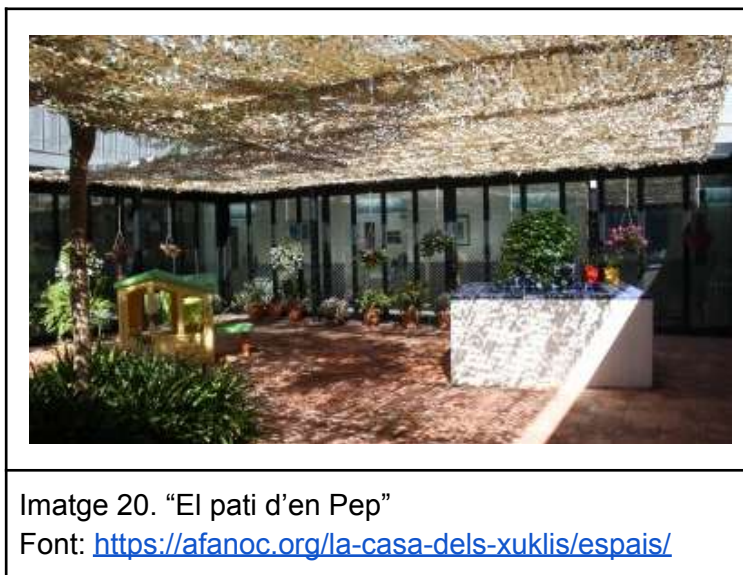 Imatge 20. “El pati d’en Pep”
Font: https://afanoc.org/la-casa-dels-xuklis/espais/